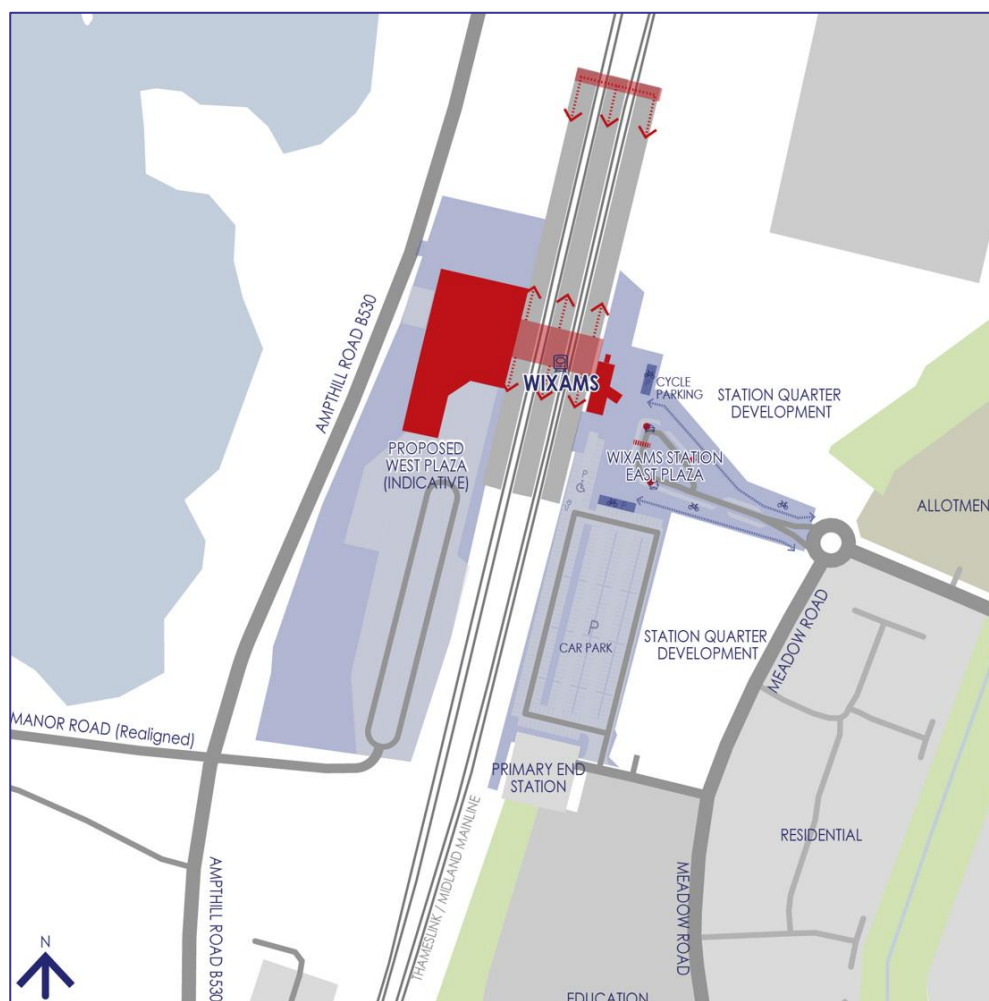 AMPTHILL ROAD B530
WIXAMS
CYCLE
PARKING
STATION QUARTER
DEVELOPMENT
PROPOSED
WEST PLAZA
(INDICATIVE)
WIXAMS STATION
EAST PLAZA
P
ALLOTMEN
P
CAR PARK
STATION QUARTER
DEVELOPMENT
MEADOW ROAD
MANOR ROAD (Realigned)
PRIMARY END
STATION
THAMESLINK / MIDLAND MAINLINE
RESIDENTIAL
AMPTHILL ROAD B530
MEADOW ROAD
N
EDUCATION